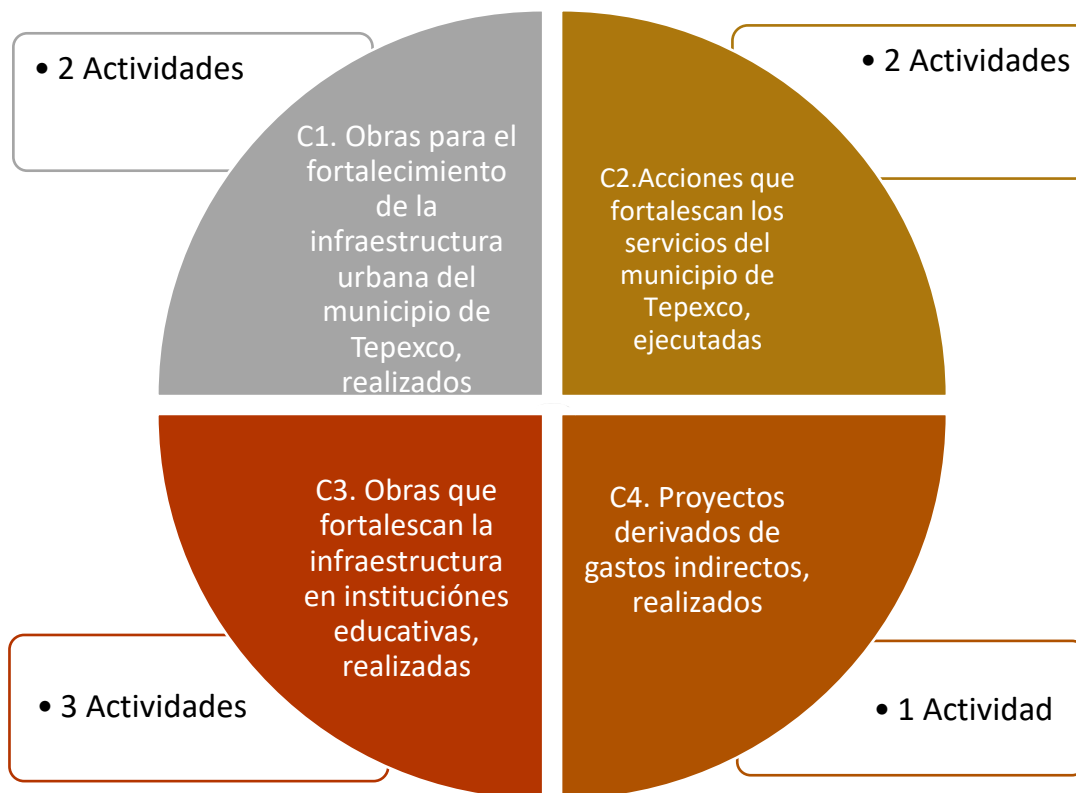 • 2 Actividades
C1. Obras para el
fortalecimiento
de la
infraestructura
urbana del
municipio de
Tepexco,
realizados
• 2 Actividades
C2.Acciones que
fortalescan los
servicios del
municipio de
Tepexco,
ejecutadas
C3. Obras que
fortalescan la
infraestructura
en instituciónes
educativas,
realizadas
• 3 Actividades
C4. Proyectos
derivados de
gastos indirectos,
realizados
• 1 Actividad